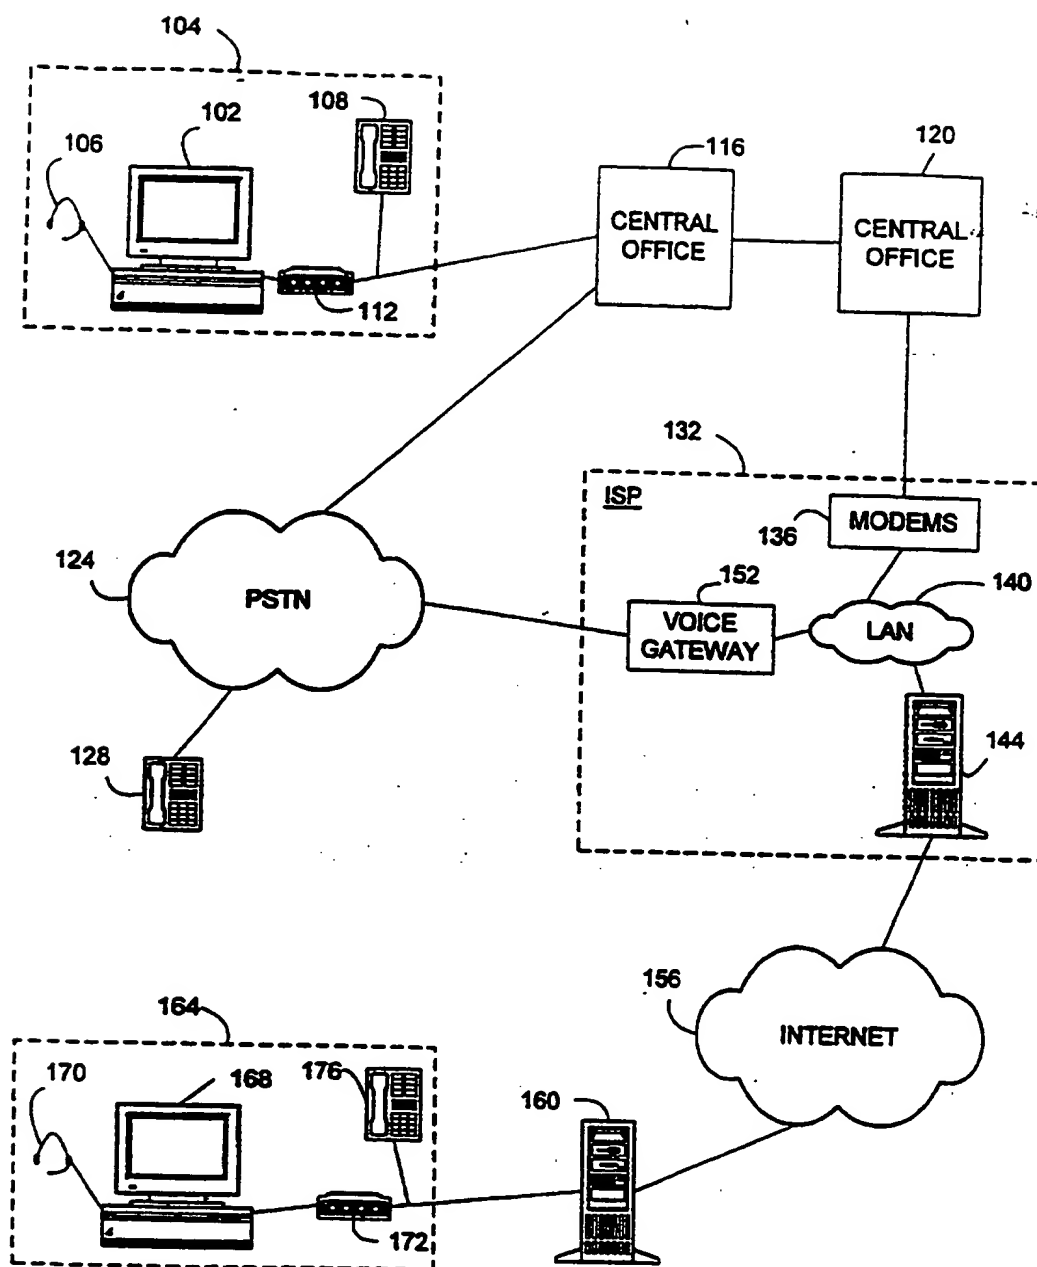 104
108
102
106
112
116
120
CENTRAL
OFFICE
CENTRAL
OFFICE
132
ISP
136
MODEMS
124
PSTN
152
140
VOICE
GATEWAY
LAN
128
144
156
INTERNET
164
170
168
176
160
172